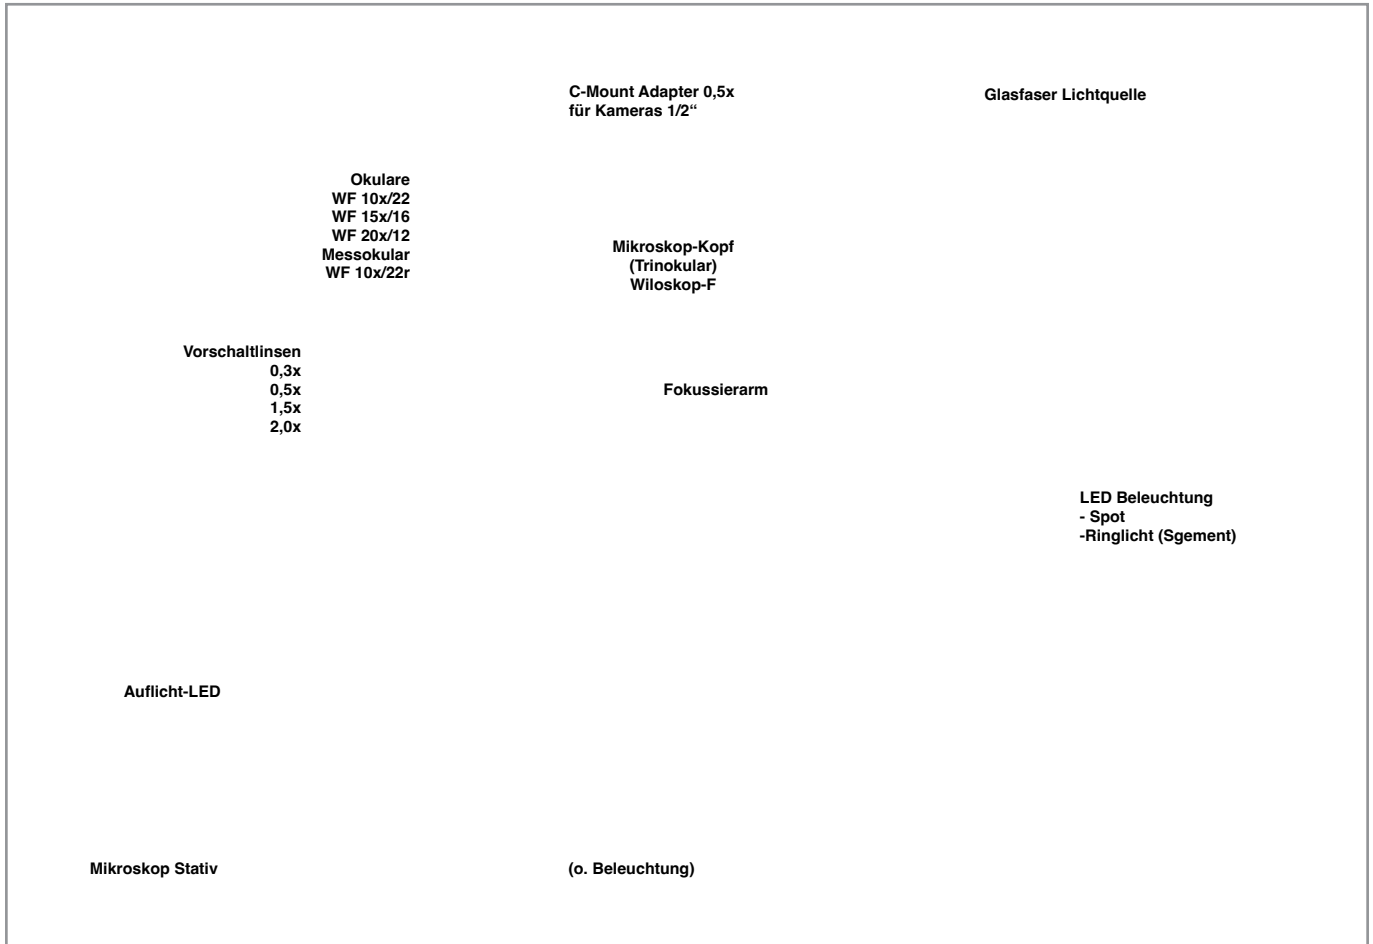 C-Mount Adapter 0,5x
für Kameras 1/2“
Glasfaser Lichtquelle
Okulare
WF 10x/22
WF 15x/16
WF 20x/12
Messokular
WF 10x/22r
Mikroskop-Kopf
(Trinokular)
Wiloskop-F
Vorschaltlinsen
0,3x
0,5x
1,5x
2,0x
Fokussierarm
LED Beleuchtung
- Spot
-Ringlicht (Sgement)
Auflicht-LED
Mikroskop Stativ
(o. Beleuchtung)